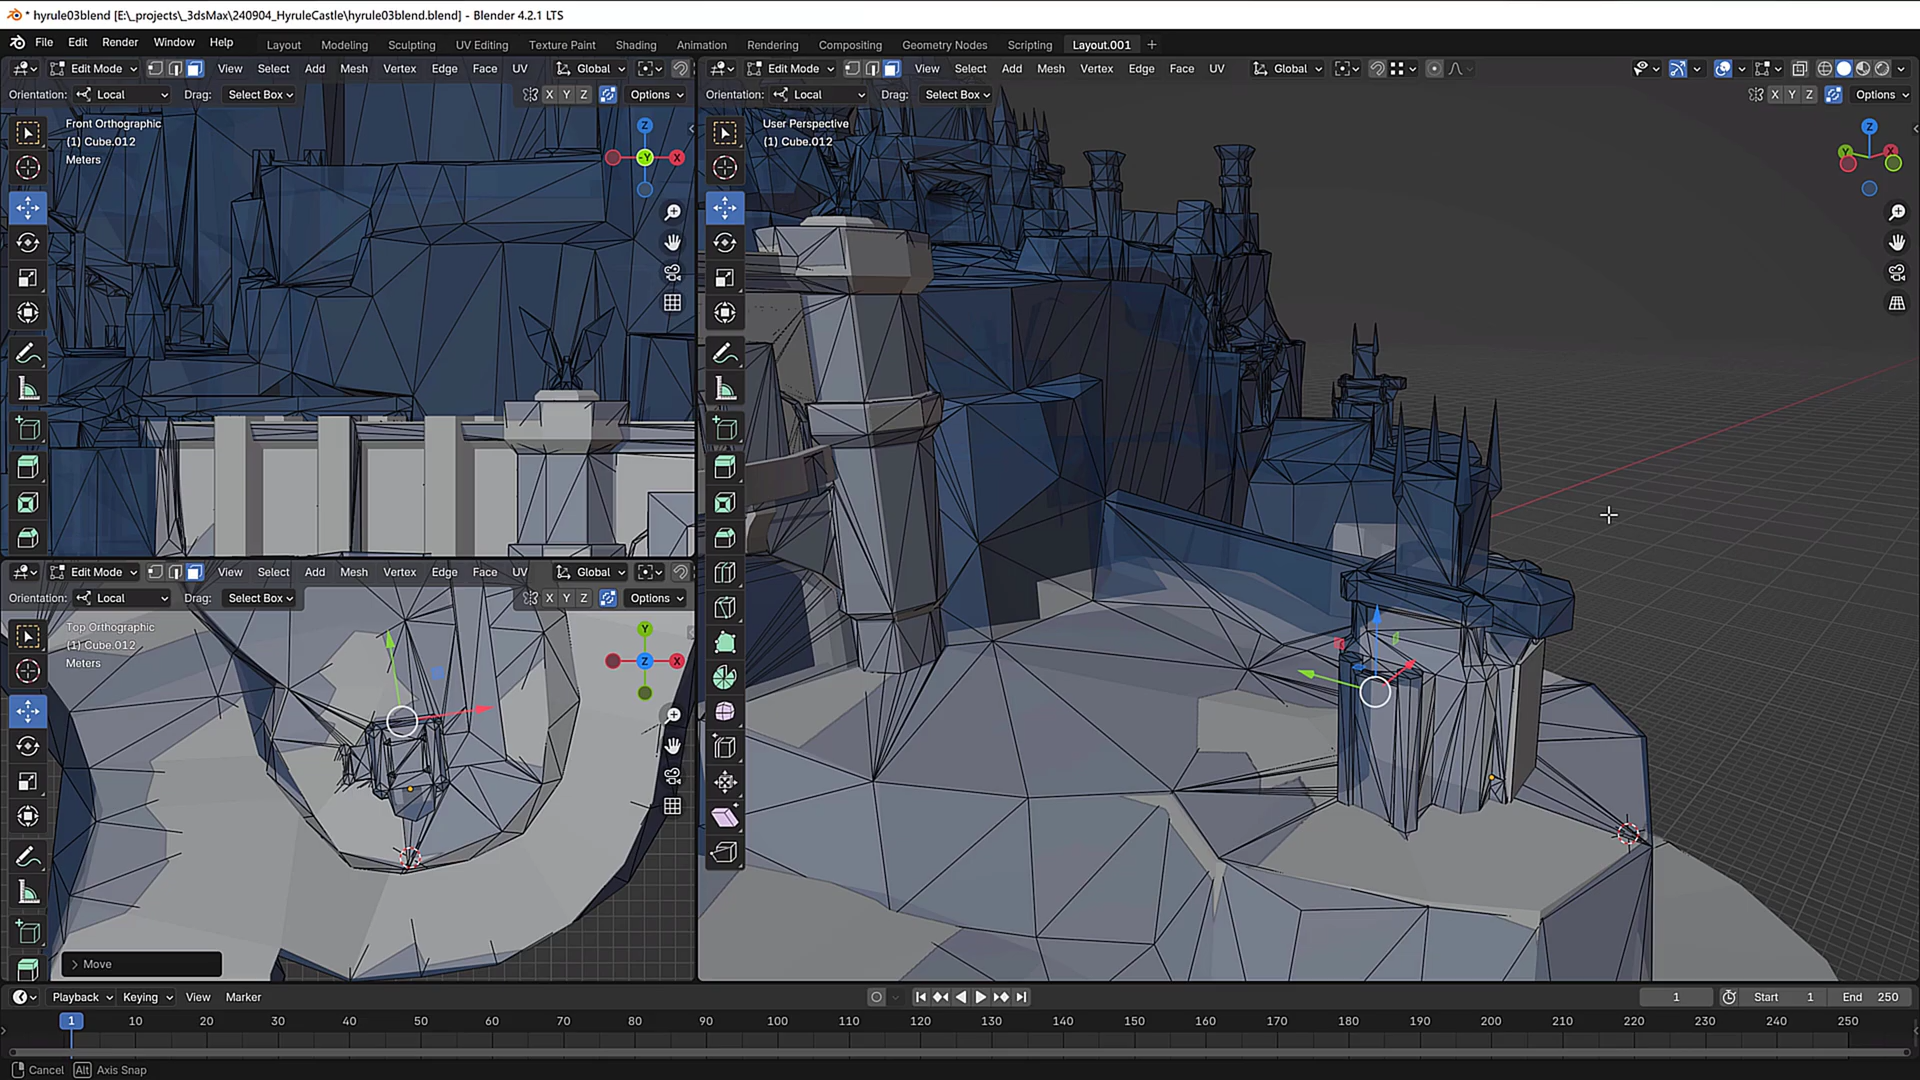 * hyrule03blend [E:\_projects\_3dsMax\240904_HyruleCastle\hyrule03blend.blend] - Blender 4.2.1 LTS
File Edit Render Window Help Layout Modeling Sculpting UV Editing Texture Paint Shading Animation Rendering Compositing Geometry Nodes Scripting Layout.001 +
Edit Mode View Select Add Mesh Vertex Edge Face UV Global
Orientation: Local Drag: Select Box X Y Z Options
Front Orthographic
(1) Cube.012
Meters
Z
-Y X
Edit Mode View Select Add Mesh Vertex Edge Face UV Global
Orientation: Local Drag: Select Box X Y Z Options
User Perspective
(1) Cube.012
Z
Y X
Edit Mode View Select Add Mesh Vertex Edge Face UV Global
Orientation: Local Drag: Select Box X Y Z Options
Top Orthographic
(1) Cube.012
Meters
Y
Z X
> Move
Playback Keying View Marker 1 Start 1 End 250
1 10 20 30 40 50 60 70 80 90 100 110 120 130 140 150 160 170 180 190 200 210 220 230 240 250
Cancel Alt Axis Snap